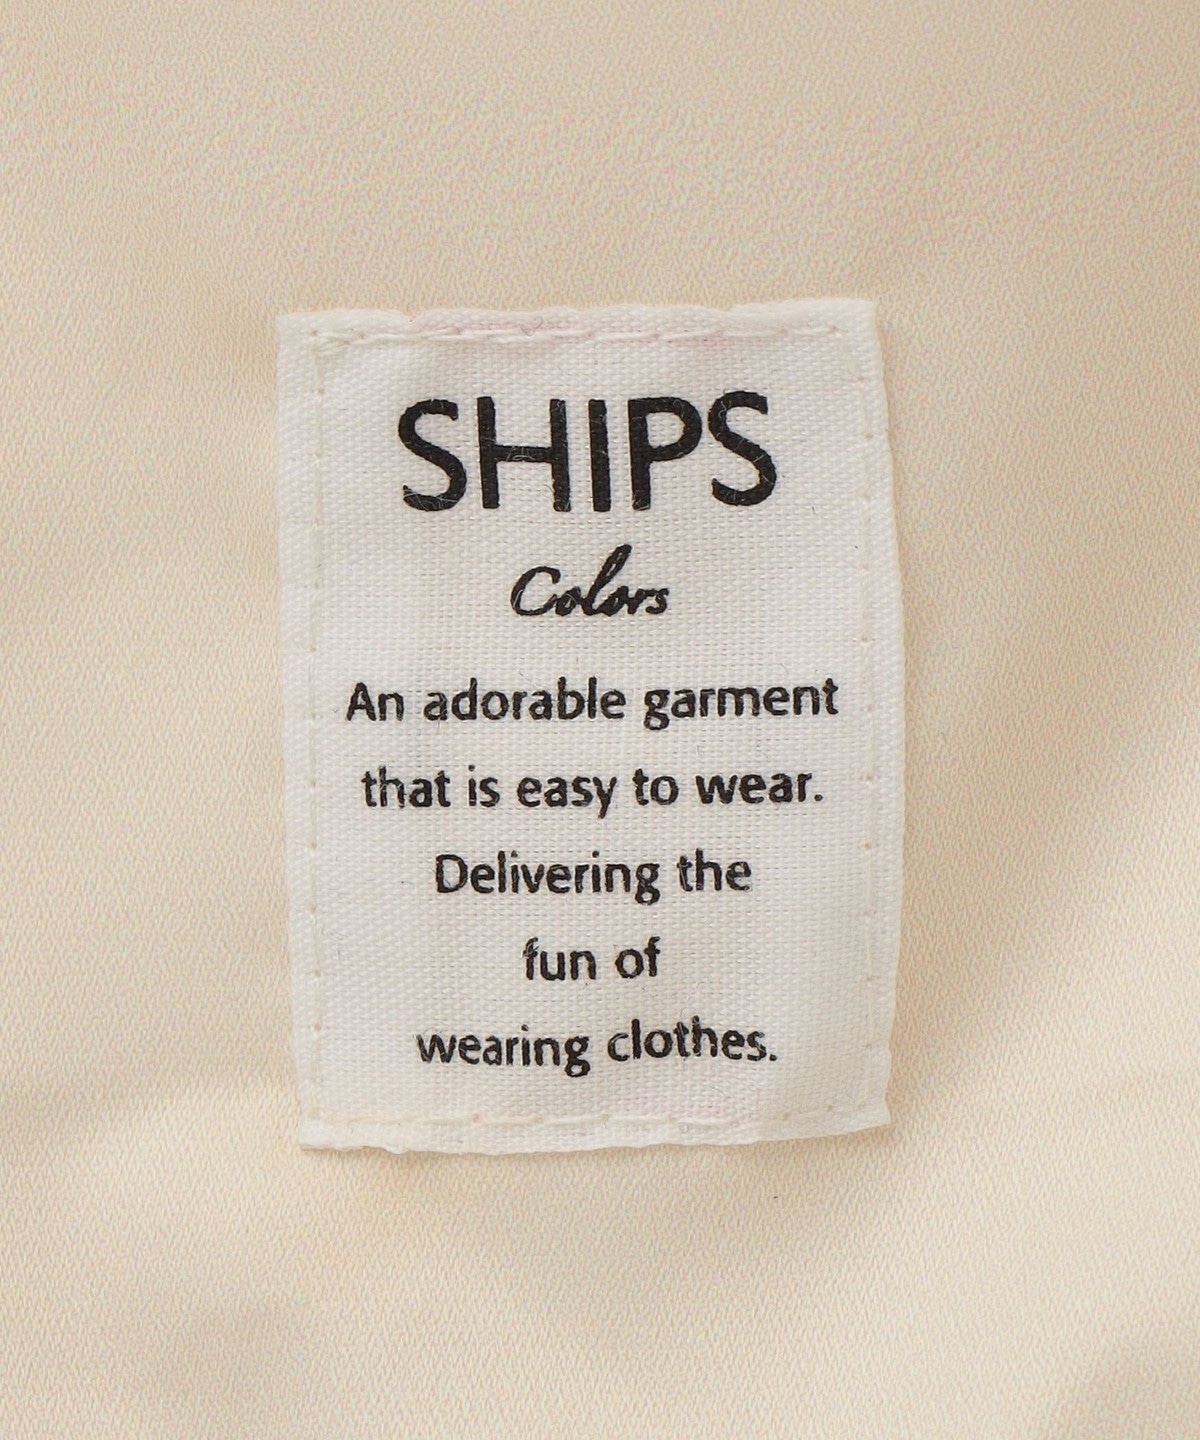 SHIPS
Colors
An adorable garment
that is easy to wear.
Delivering the
fun of
wearing clothes.